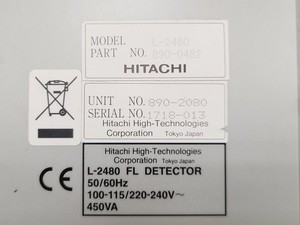 MODEL L-2480
PART NO. 890-0482
HITACHI
UNIT NO. 890-2080
SERIAL NO. 1718-013
Hitachi High-Technologies
Corporation Tokyo Japan
Hitachi High-Technologies
Corporation Tokyo Japan
L-2480 FL DETECTOR
50/60Hz
100-115/220-240V~
450VA
CE